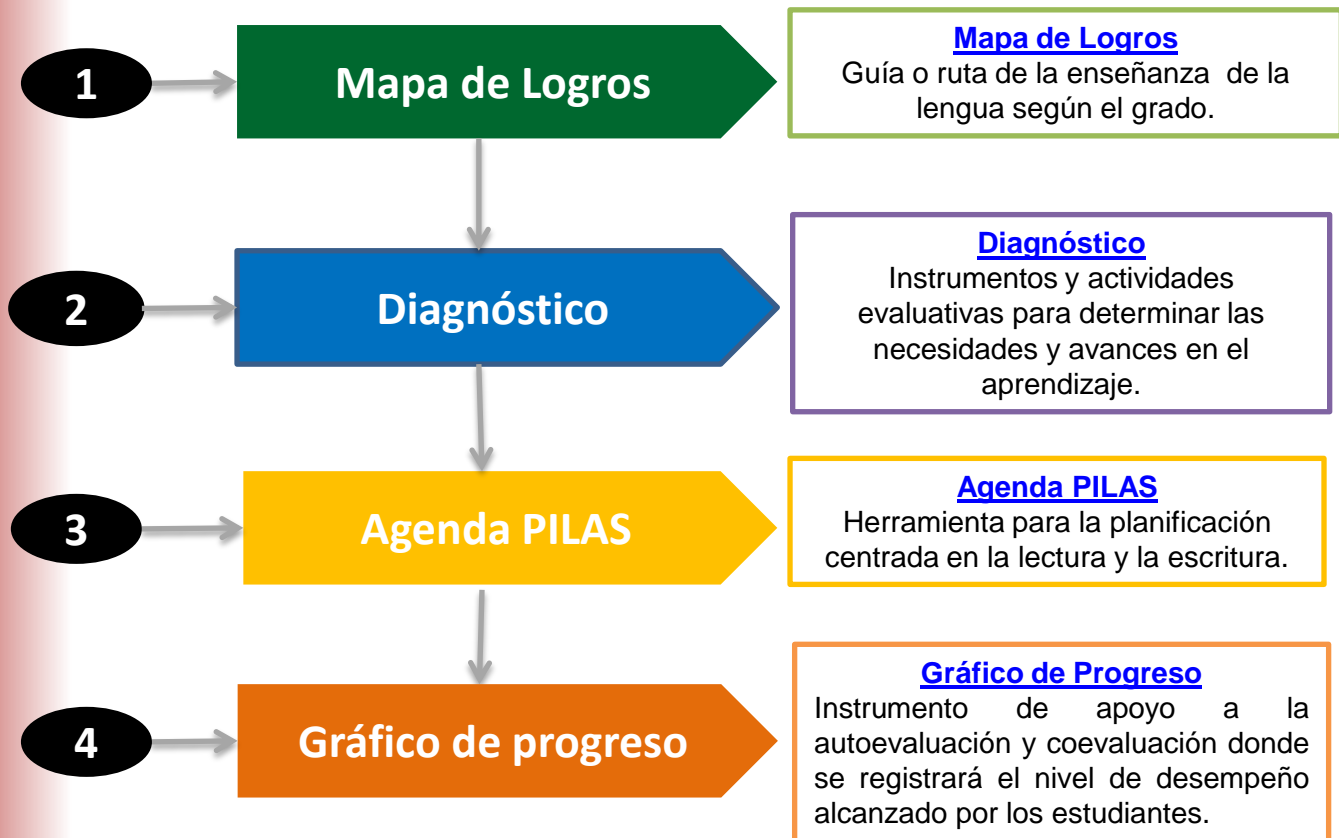 1
Mapa de Logros
Mapa de Logros
Guía o ruta de la enseñanza de la
lengua según el grado.
2
Diagnóstico
Diagnóstico
Instrumentos y actividades
evaluativas para determinar las
necesidades y avances en el
aprendizaje.
3
Agenda PILAS
Agenda PILAS
Herramienta para la planificación
centrada en la lectura y la escritura.
4
Gráfico de progreso
Gráfico de Progreso
Instrumento de apoyo a la
autoevaluación y coevaluación donde
se registrará el nivel de desempeño
alcanzado por los estudiantes.